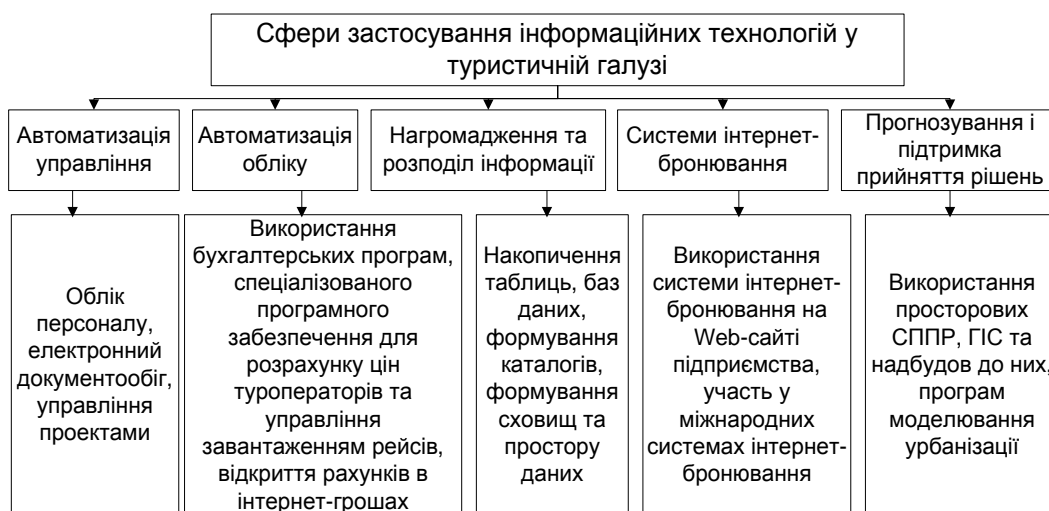 Сфери застосування інформаційних технологій у
туристичній галузі
Автоматизація
управління
Автоматизація
обліку
Нагромадження та
розподіл інформації
Системи інтернет-
бронювання
Прогнозування і
підтримка
прийняття рішень
Облік
персоналу,
електронний
документообіг,
управління
проектами
Використання
бухгалтерських програм,
спеціалізованого
програмного
забезпечення для
розрахунку цін
туроператорів та
управління
завантаженням рейсів,
відкриття рахунків в
інтернет-грошах
Накопичення
таблиць, баз
даних,
формування
каталогів,
формування
сховищ та
простору
даних
Використання
системи інтернет-
бронювання на
Web-сайті
підприємства,
участь у
міжнародних
системах інтернет-
бронювання
Використання
просторових
СППР, ГІС та
надбудов до них,
програм
моделювання
урбанізації